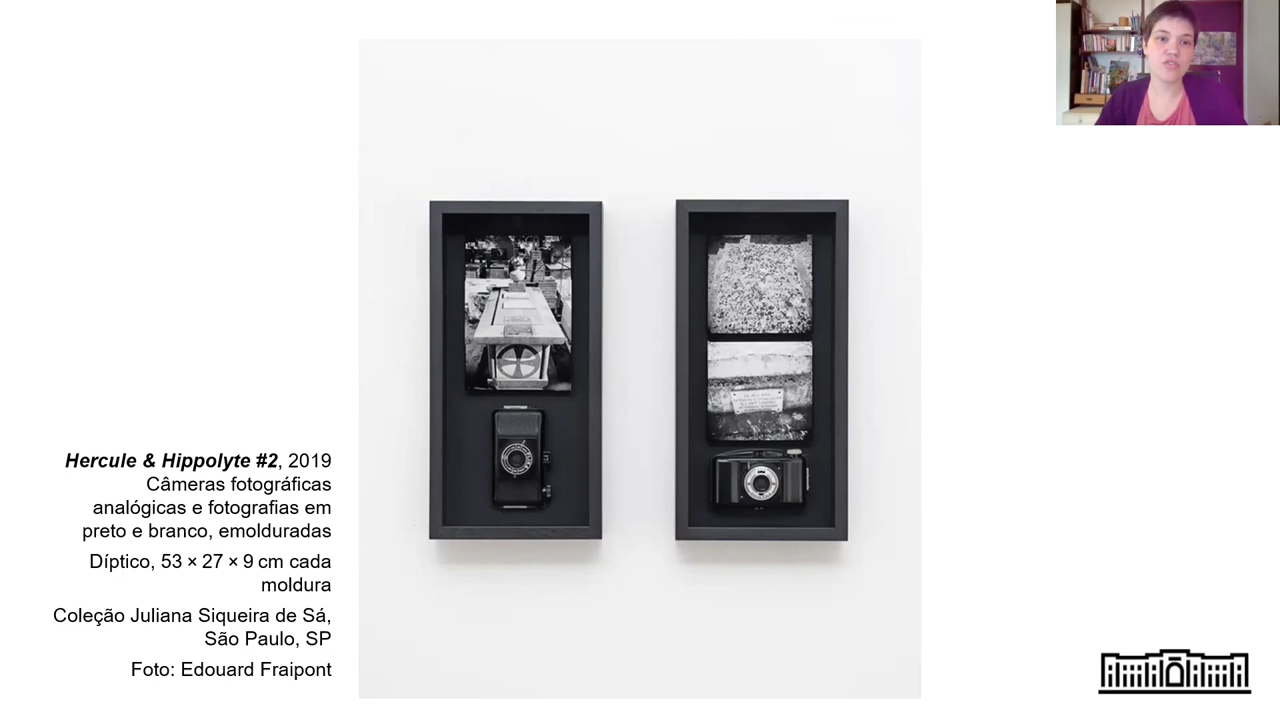 Hercule & Hippolyte #2, 2019
Câmeras fotográficas
analógicas e fotografias em
preto e branco, emolduradas
Díptico, 53 × 27 × 9 cm cada
moldura
Coleção Juliana Siqueira de Sá,
São Paulo, SP
Foto: Edouard Fraipont